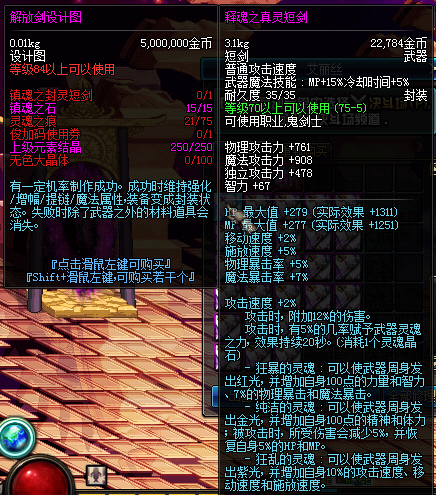 解放剑设计图
0.01kg 5,000,000金币
设计图
等级84以上可以使用
镇魂之封灵短剑 0/1
镇魂之石 15/15
灵魂之痕 21/75
复加码使用券 0/1
上级元素结晶 250/250
无色大晶体 0/100
有一定机率制作成功。成功时维持强化
/增幅/提链/魔法属性,装备变成封装状
态。失败时除了武器之外的材料道具会
消失。
『点击滑鼠左键可购买』
『Shift+滑鼠左键,可购买若干个』
释魂之真灵短剑
3.1kg 22,784金币
短剑 武器
普通攻击速度
武器魔法技能:MP+15%冷却时间+5%
耐久度 35/35 封装
等级70以上可以使用 (75-5)
可使用职业,鬼剑士
物理攻击力 +761
魔法攻击力 +908
独立攻击力 +478
智力 +67
HP 最大值 +279 (实际效果 +1311)
MP 最大值 +277 (实际效果 +1251)
移动速度 +2%
施放速度 +5%
物理暴击率 +5%
魔法暴击率 +7%
攻击速度 +2%
攻击时,附加12%的伤害。
攻击时,有5%的几率赋予武器灵魂
之力,效果持续20秒。(消耗1个灵魂晶
石)
- 狂暴的灵魂:可以使武器周身发
出红光,并增加自身100点的力量和智力
、7%的物理暴击和魔法暴击。
- 纯洁的灵魂:可以使武器周身发
出金光,并增加自身100点的精神和体力
;被攻击时,所受伤害会减少5%,并恢
复自身5%的HP和MP。
- 狂乱的灵魂:可以使武器周身发
出紫光,并增加自身10%的攻击速度、移
动速度和施放速度。